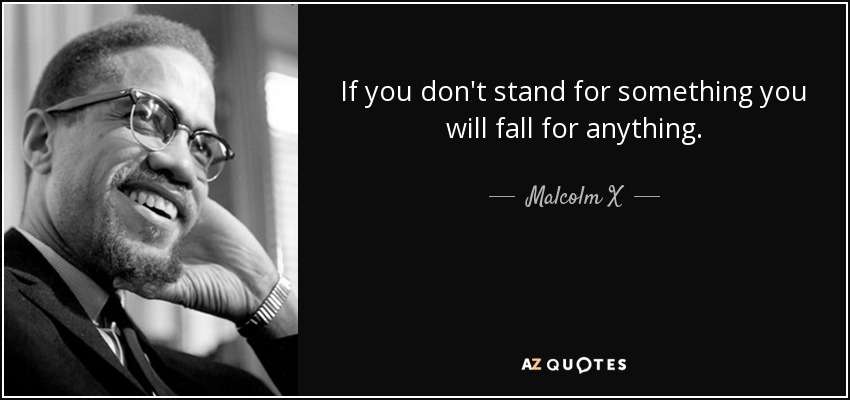 If you don't stand for something you
will fall for anything.
Malcolm X
AZ QUOTES